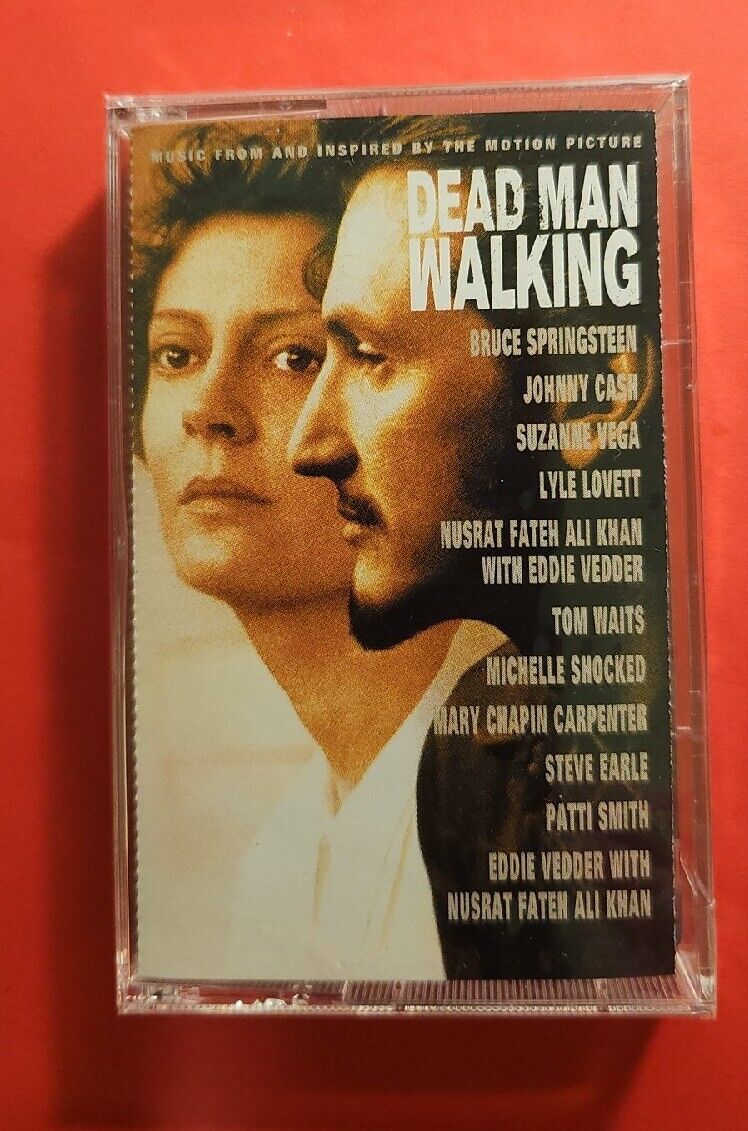 MUSIC FROM AND INSPIRED BY THE MOTION PICTURE
DEAD MAN
WALKING
BRUCE SPRINGSTEEN
JOHNNY CASH
SUZANNE VEGA
LYLE LOVETT
NUSRAT FATEH ALI KHAN
WITH EDDIE VEDDER
TOM WAITS
MICHELLE SHOCKED
MARY CHAPIN CARPENTER
STEVE EARLE
PATTI SMITH
EDDIE VEDDER WITH
NUSRAT FATEH ALI KHAN